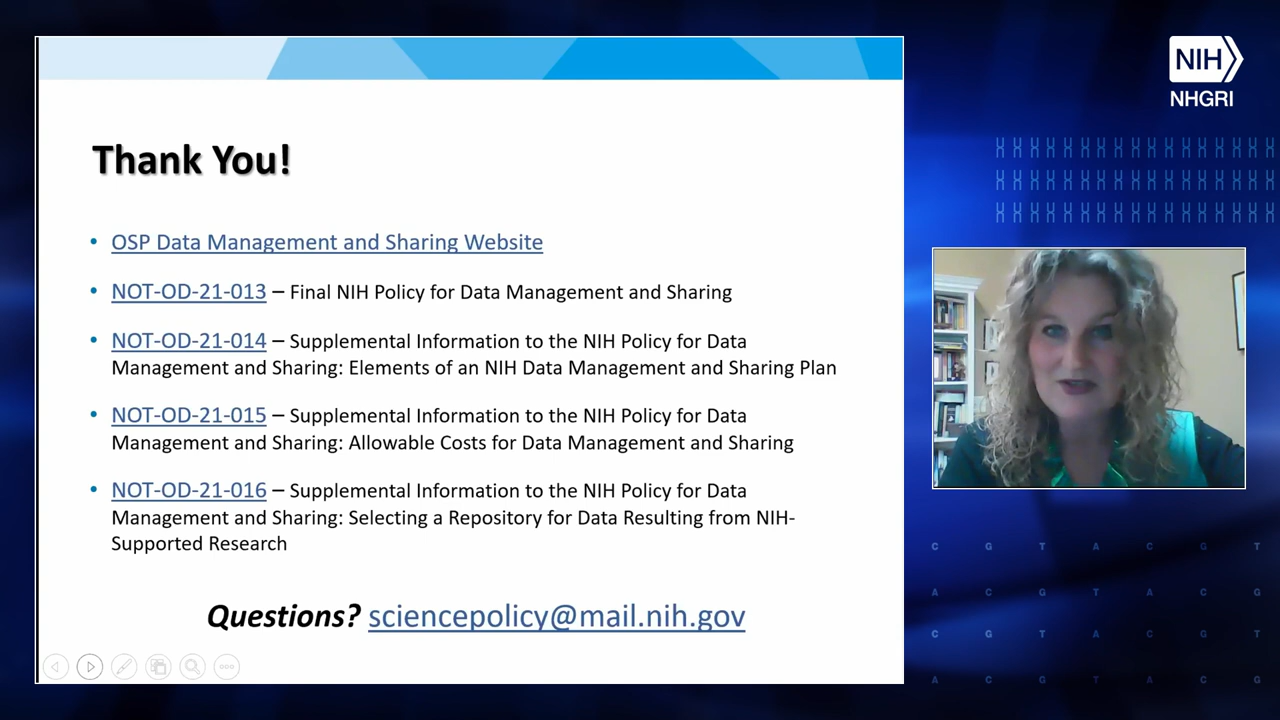 NIH
NHGRI
Thank You!
• OSP Data Management and Sharing Website
• NOT-OD-21-013 – Final NIH Policy for Data Management and Sharing
• NOT-OD-21-014 – Supplemental Information to the NIH Policy for Data
Management and Sharing: Elements of an NIH Data Management and Sharing Plan
• NOT-OD-21-015 – Supplemental Information to the NIH Policy for Data
Management and Sharing: Allowable Costs for Data Management and Sharing
• NOT-OD-21-016 – Supplemental Information to the NIH Policy for Data
Management and Sharing: Selecting a Repository for Data Resulting from NIH-
Supported Research
Questions? sciencepolicy@mail.nih.gov
C G T A C G T
A C G T A C G
C G T A C G T
A C G T A C G